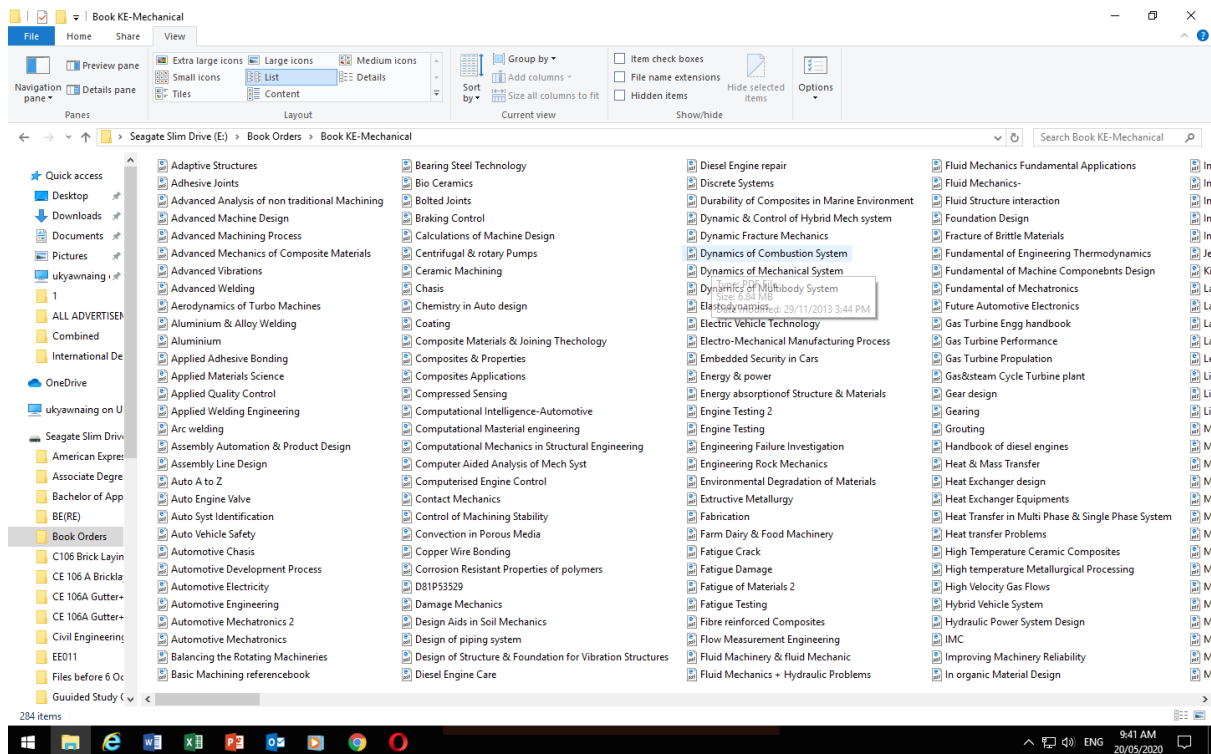 Book KE-Mechanical
File Home Share View
Preview pane
Navigation pane
Details pane
Panes
Extra large icons Large icons Medium icons
Small icons List Details
Tiles Content
Layout
Sort by
Group by
Add columns
Size all columns to fit
Current view
Item check boxes
File name extensions
Hidden items
Hide selected items
Show/hide
Options
Seagate Slim Drive (E:) > Book Orders > Book KE-Mechanical
Search Book KE-Mechanical
Quick access
Desktop
Downloads
Documents
Pictures
ukyawnaing
1
ALL ADVERTISEN
Combined
International De
OneDrive
ukyawnaing on U
Seagate Slim Driv
American Expres
Associate Degre
Bachelor of App
BE(RE)
Book Orders
C106 Brick Layin
CE 106 A Brickla
CE 106A Gutter+
CE 106A Gutter+
Civil Engineering
EE011
Files before 6 Oc
Guuided Study (
Adaptive Structures
Adhesive Joints
Advanced Analysis of non traditional Machining
Advanced Machine Design
Advanced Machining Process
Advanced Mechanics of Composite Materials
Advanced Vibrations
Advanced Welding
Aerodynamics of Turbo Machines
Aluminium & Alloy Welding
Aluminium
Applied Adhesive Bonding
Applied Materials Science
Applied Quality Control
Applied Welding Engineering
Arc welding
Assembly Automation & Product Design
Assembly Line Design
Auto A to Z
Auto Engine Valve
Auto Syst Identification
Auto Vehicle Safety
Automotive Chasis
Automotive Development Process
Automotive Electricity
Automotive Engineering
Automotive Mechatronics 2
Automotive Mechatronics
Balancing the Rotating Machineries
Basic Machining referencebook
Bearing Steel Technology
Bio Ceramics
Bolted Joints
Braking Control
Calculations of Machine Design
Centrifugal & rotary Pumps
Ceramic Machining
Chasis
Chemistry in Auto design
Coating
Composite Materials & Joining Thechology
Composites & Properties
Composites Applications
Compressed Sensing
Computational Intelligence-Automotive
Computational Masterial engineering
Computational Mechanics in Structural Engineering
Computer Aided Analysis of Mech Syst
Computerised Engine Control
Contact Mechanics
Control of Machining Stability
Convection in Porous Media
Copper Wire Bonding
Corrosion Resistant Properties of polymers
D81P53529
Damage Mechanics
Design Aids in Soil Mechanics
Design of piping system
Design of Structure & Foundation for Vibration Structures
Diesel Engine Care
Diesel Engine repair
Discrete Systems
Durability of Composites in Marine Environment
Dynamic & Control of Hybrid Mech system
Dynamic Fracture Mechanics
Dynamics of Combustion System
Dynamics of Mechanical System
Dynamics of Multibody System
Elastodynamics
Type: PDF File
Size: 6.84 MB
Date modified: 29/11/2013 3:44 PM
Electric Vehicle Technology
Electro-Mechanical Manufacturing Process
Embedded Security in Cars
Energy & power
Energy absorptionof Structure & Materials
Engine Testing 2
Engine Testing
Engineering Failure Investigation
Engineering Rock Mechanics
Environmental Degradation of Materials
Extructive Metallurgy
Fabrication
Farm Dairy & Food Machinery
Fatigue Crack
Fatigue Damage
Fatigue of Materials 2
Fatigue Testing
Fibre reinforced Composites
Flow Measurement Engineering
Fluid Machinery & fluid Mechanic
Fluid Mechanics + Hydraulic Problems
Fluid Mechanics Fundamental Applications
Fluid Mechanics-
Fluid Structure interaction
Foundation Design
Fracture of Brittle Materials
Fundamental of Engineering Thermodynamics
Fundamental of Machine Componebnts Design
Fundamental of Mechatronics
Future Automotive Electronics
Gas Turbine Engg handbook
Gas Turbine Performance
Gas Turbine Propulation
Gas&steam Cycle Turbine plant
Gear design
Gearing
Grouting
Handbook of diesel engines
Heat & Mass Transfer
Heat Exchanger design
Heat Exchanger Equipments
Heat Transfer in Multi Phase & Single Phase System
Heat transfer Problems
High Temperature Ceramic Composites
High temperature Metallurgical Processing
High Velocity Gas Flows
Hybrid Vehicle System
Hydraulic Power System Design
IMC
Improving Machinery Reliability
In organic Material Design
284 items
ENG
9:41 AM
20/05/2020